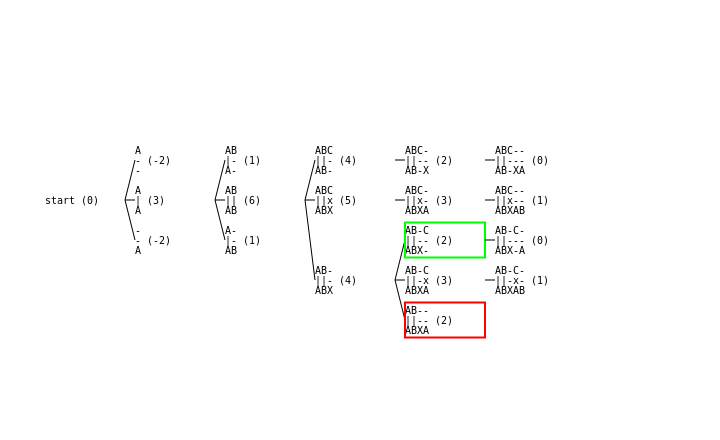 start (0)
A
- (-2)
-
A
| (3)
A
-
- (-2)
A
AB
|- (1)
A-
AB
|| (6)
AB
A-
|- (1)
AB
ABC
||- (4)
AB-
ABC
||x (5)
ABX
AB-
||- (4)
ABX
ABC-
||-- (2)
AB-X
ABC-
||x- (3)
ABXA
AB-C
||-- (2)
ABX-
AB-C
||-x (3)
ABXA
AB--
||-- (2)
ABXA
ABC--
||--- (0)
AB-XA
ABC--
||x-- (1)
ABXAB
AB-C-
||--- (0)
ABX-A
AB-C-
||-x- (1)
ABXAB